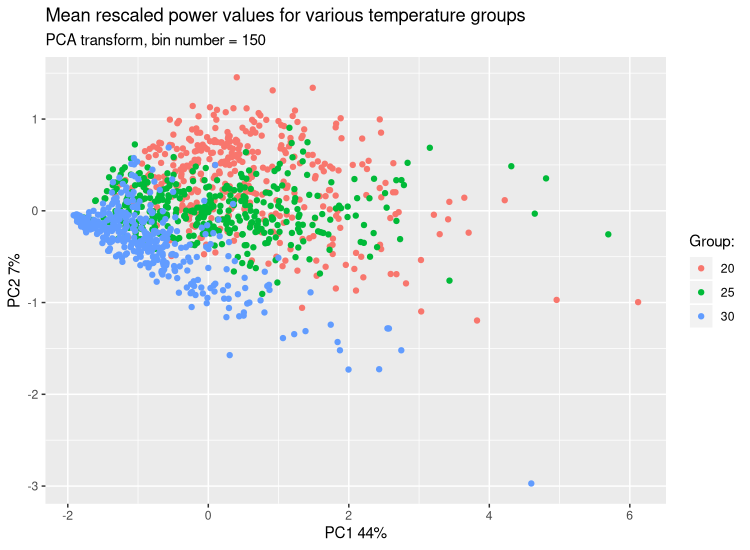 Mean rescaled power values for various temperature groups
PCA transform, bin number = 150
1
0
-1
-2
-3
PC2 7%
-2 0 2 4 6
PC1 44%
Group:
20
25
30